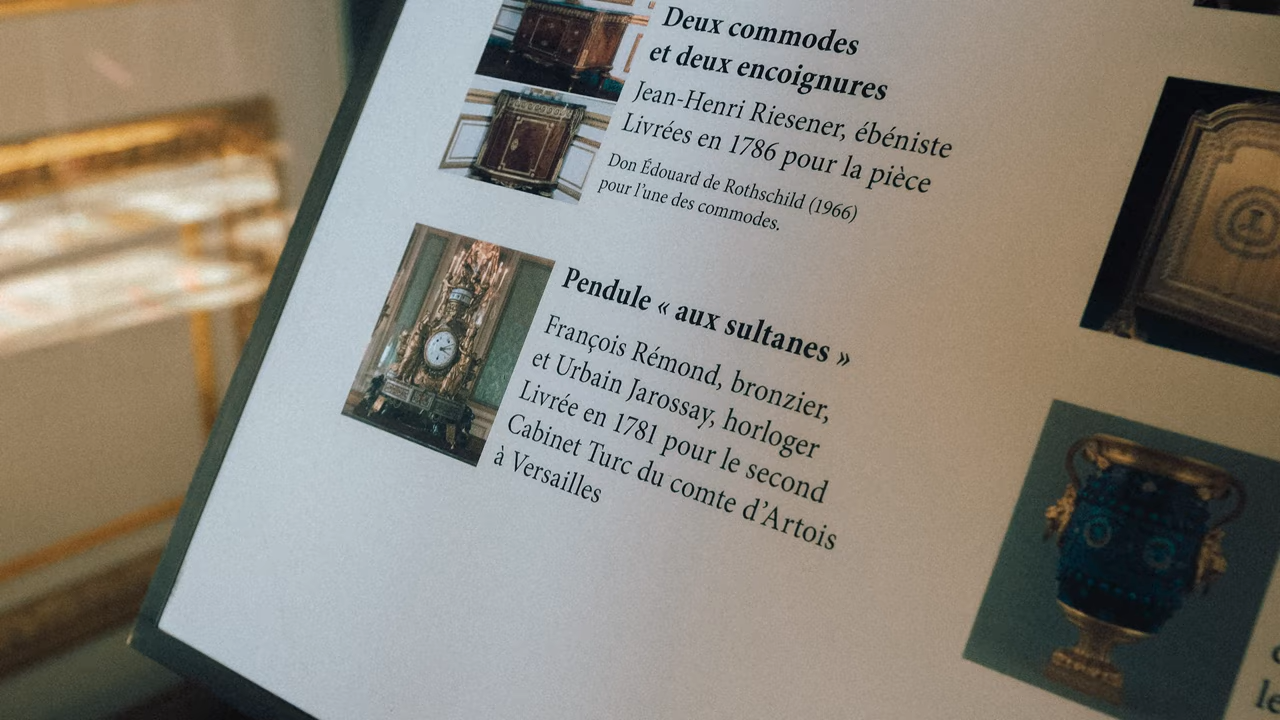 Deux commodes
et deux encoignures
Jean-Henri Riesener, ébéniste
Livrées en 1786 pour la pièce
Don Édouard de Rothschild (1966)
pour l'une des commodes.
Pendule « aux sultanes »
François Rémond, bronzier,
et Urbain Jarossay, horloger
Livrée en 1781 pour le second
Cabinet Turc du comte d'Artois
à Versailles